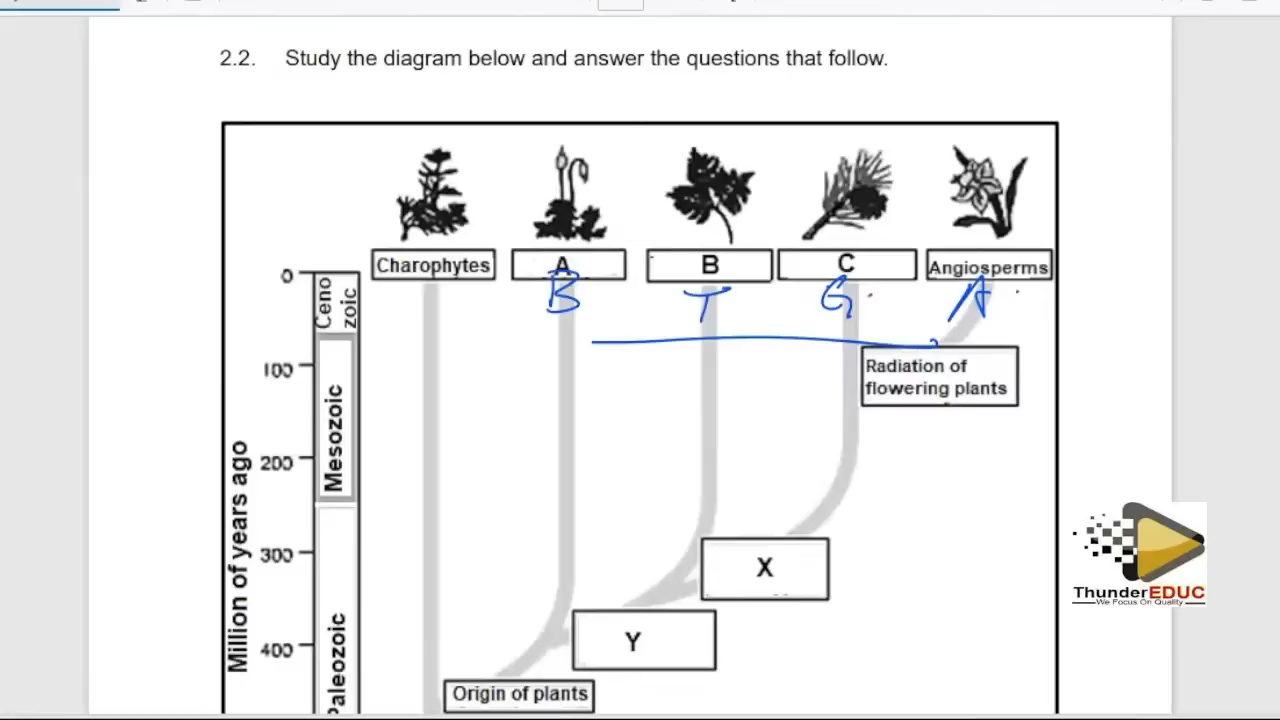 2.2. Study the diagram below and answer the questions that follow.
Charophytes A B C Angiosperms
B T G A
0
Ceno
zoic
100
Radiation of
flowering plants
Mesozoic
200
300
X
Million of years ago
Y
400
Paleozoic
Origin of plants
ThunderEDUC
We Focus On Quality